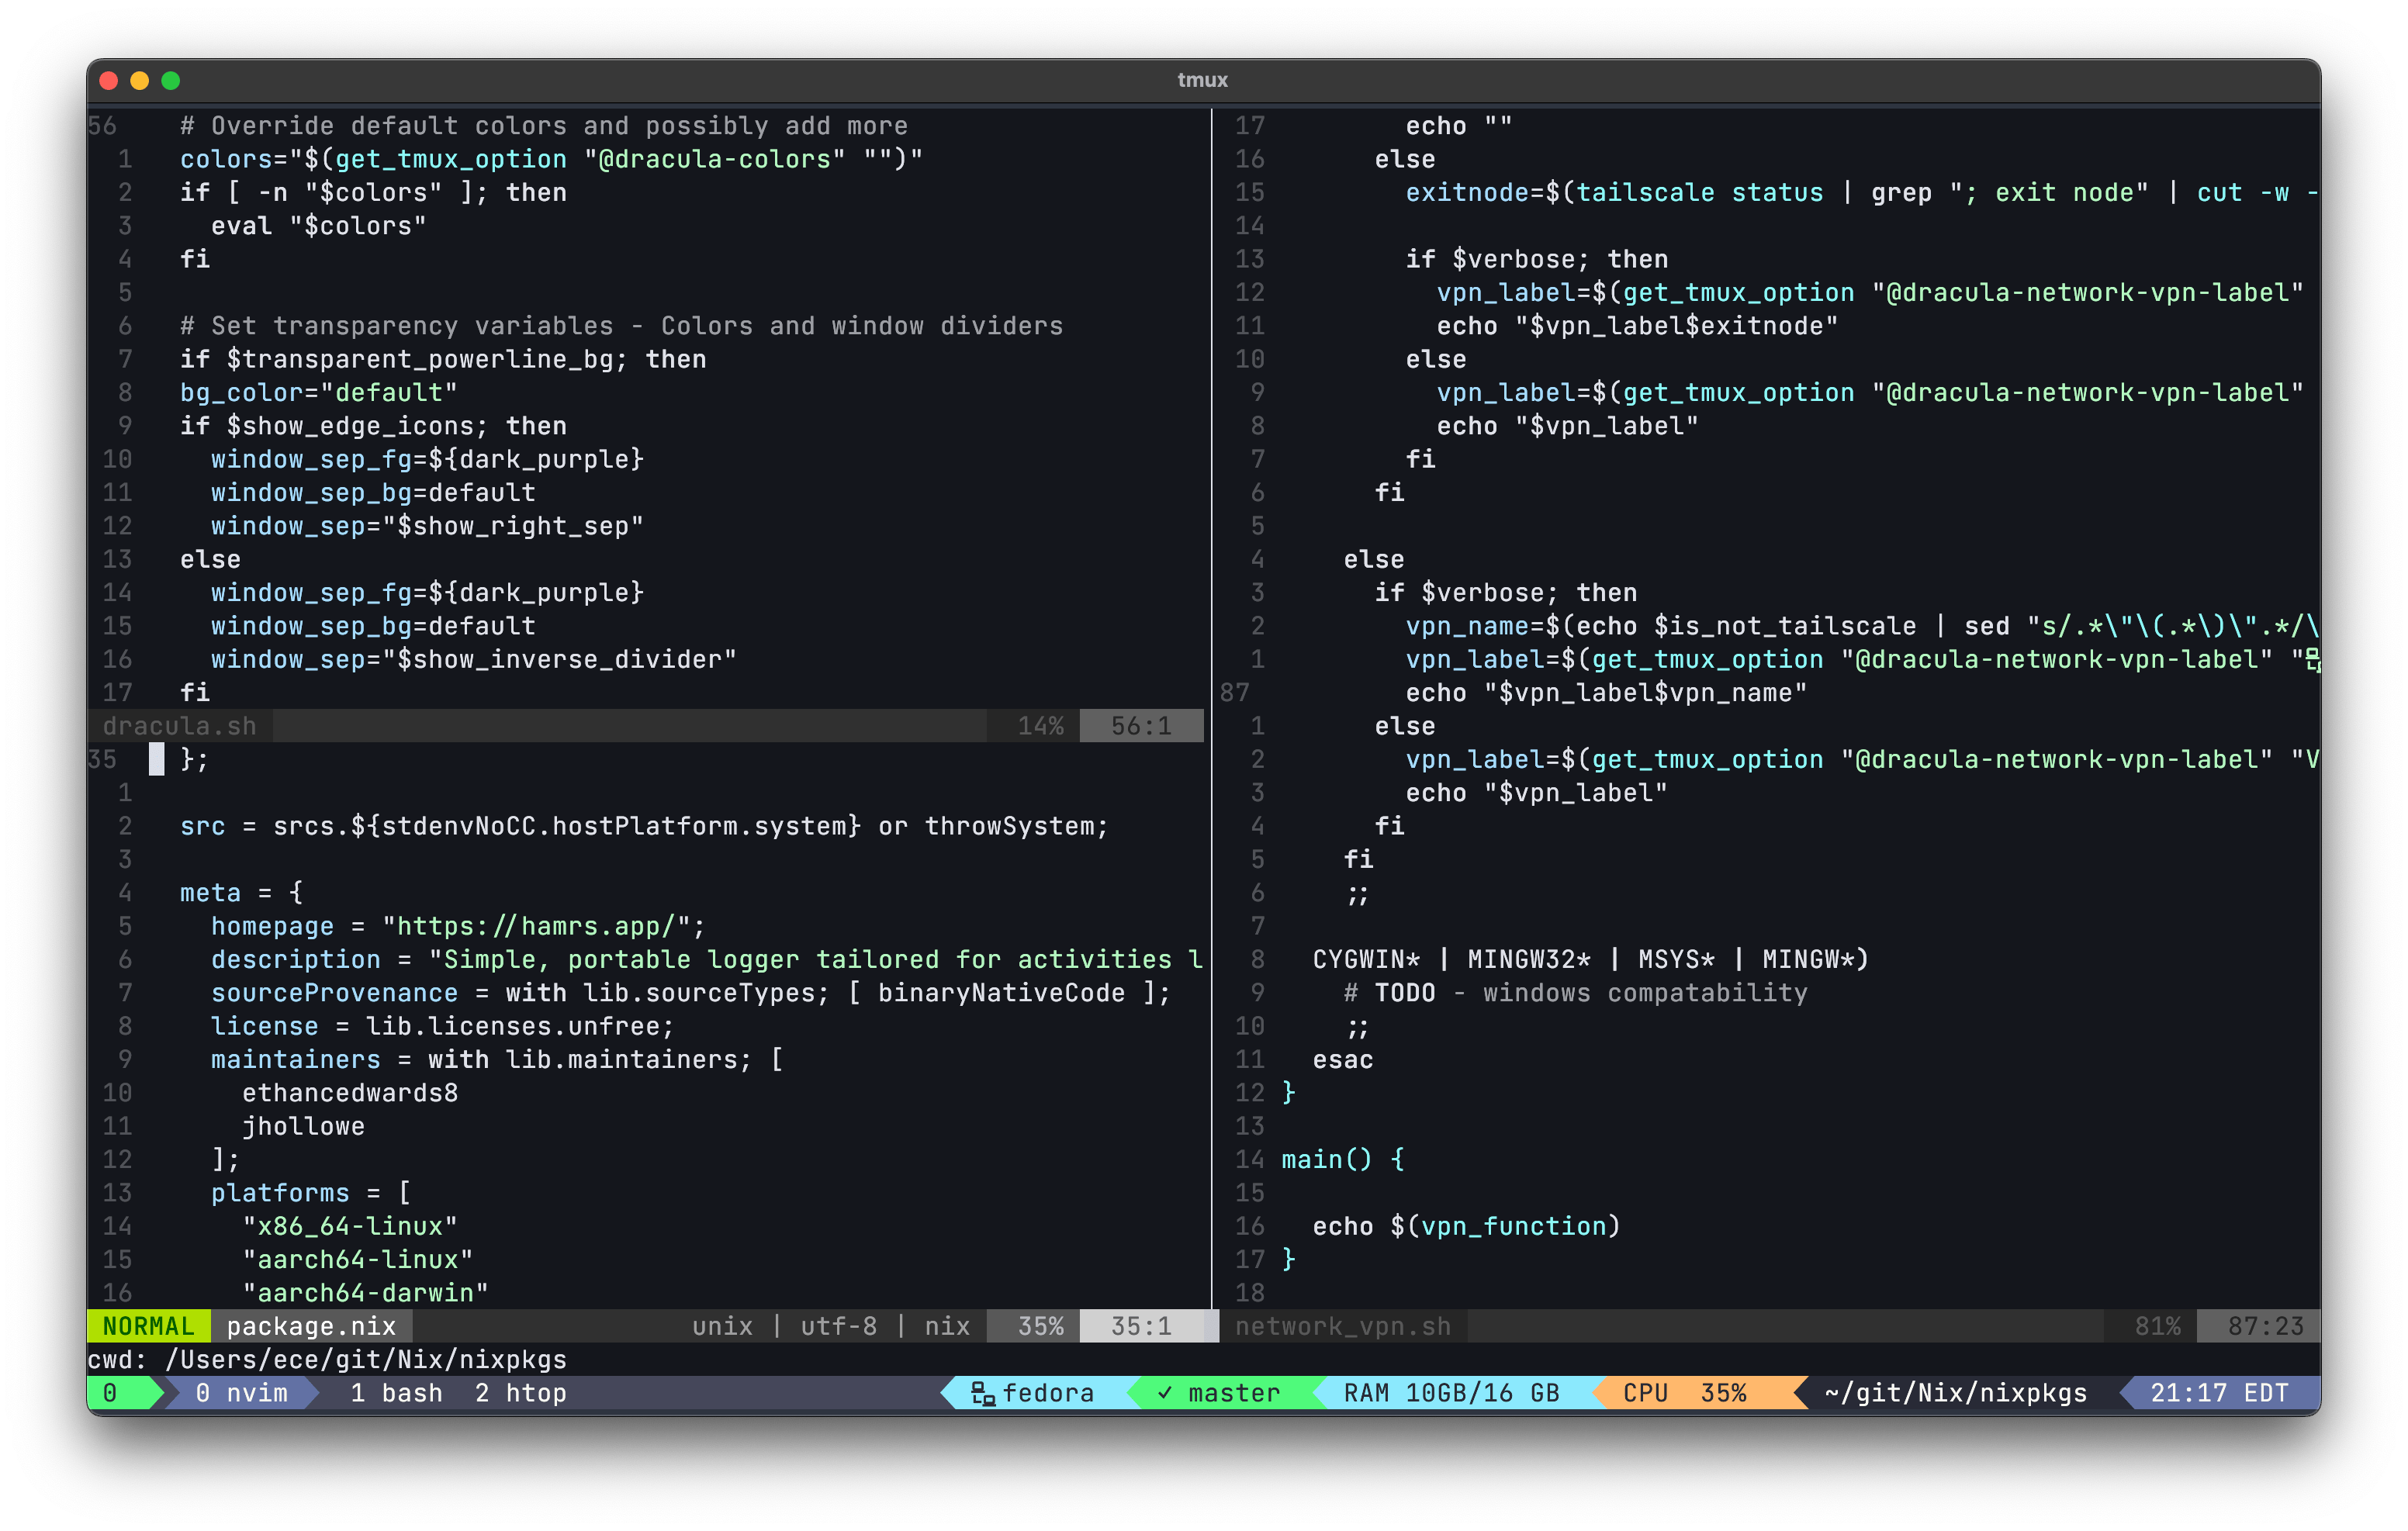 tmux
56    # Override default colors and possibly add more
  1   colors="$(get_tmux_option "@dracula-colors" "")"
  2   if [ -n "$colors" ]; then
  3     eval "$colors"
  4   fi
  5
  6   # Set transparency variables - Colors and window dividers
  7   if $transparent_powerline_bg; then
  8   bg_color="default"
  9   if $show_edge_icons; then
 10     window_sep_fg=${dark_purple}
 11     window_sep_bg=default
 12     window_sep="$show_right_sep"
 13   else
 14     window_sep_fg=${dark_purple}
 15     window_sep_bg=default
 16     window_sep="$show_inverse_divider"
 17   fi
dracula.sh 14% 56:1
35    };
  1
  2   src = srcs.${stdenvNoCC.hostPlatform.system} or throwSystem;
  3
  4   meta = {
  5     homepage = "https://hamrs.app/";
  6     description = "Simple, portable logger tailored for activities l
  7     sourceProvenance = with lib.sourceTypes; [ binaryNativeCode ];
  8     license = lib.licenses.unfree;
  9     maintainers = with lib.maintainers; [
 10       ethancedwards8
 11       jhollowe
 12     ];
 13     platforms = [
 14       "x86_64-linux"
 15       "aarch64-linux"
 16       "aarch64-darwin"
NORMAL package.nix unix | utf-8 | nix 35% 35:1
17         echo ""
16       else
15         exitnode=$(tailscale status | grep "; exit node" | cut -w -
14
13         if $verbose; then
12           vpn_label=$(get_tmux_option "@dracula-network-vpn-label"
11           echo "$vpn_label$exitnode"
10         else
 9           vpn_label=$(get_tmux_option "@dracula-network-vpn-label"
 8           echo "$vpn_label"
 7         fi
 6       fi
 5
 4     else
 3       if $verbose; then
 2         vpn_name=$(echo $is_not_tailscale | sed "s/.*\"\(.*\)\".*/\
 1         vpn_label=$(get_tmux_option "@dracula-network-vpn-label" "
87         echo "$vpn_label$vpn_name"
 1       else
 2         vpn_label=$(get_tmux_option "@dracula-network-vpn-label" "V
 3         echo "$vpn_label"
 4       fi
 5     fi
 6     ;;
 7
 8   CYGWIN* | MINGW32* | MSYS* | MINGW*)
 9     # TODO - windows compatability
10     ;;
11   esac
12 }
13
14 main() {
15
16   echo $(vpn_function)
17 }
18
network_vpn.sh 81% 87:23
cwd: /Users/ece/git/Nix/nixpkgs
0 0 nvim 1 bash 2 htop fedora ✓ master RAM 10GB/16 GB CPU 35% ~/git/Nix/nixpkgs 21:17 EDT